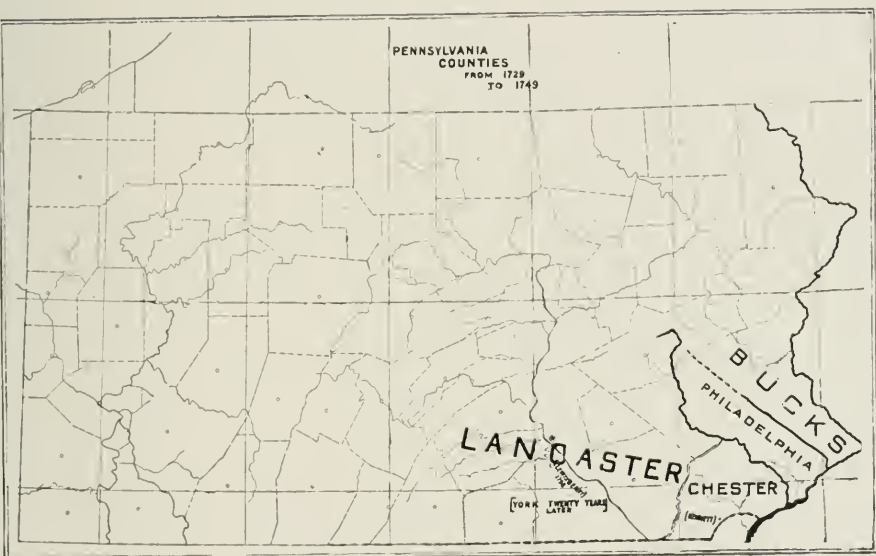 PENNSYLVANIA
COUNTIES
FROM 1729
TO 1749
BUCKS
PHILADELPHIA
LANCASTER
CHESTER
[YORK TWENTY YEARS
LATER]